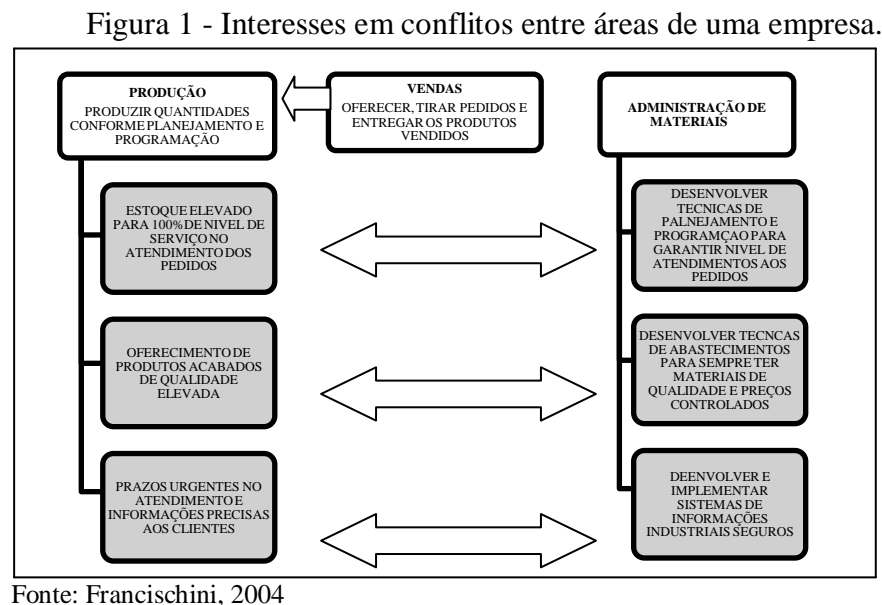 Figura 1 - Interesses em conflitos entre áreas de uma empresa.
PRODUÇÃO
PRODUZIR QUANTIDADES
CONFORME PLANEJAMENTO E
PROGRAMAÇÃO
VENDAS
OFERECER, TIRAR PEDIDOS E
ENTREGAR OS PRODUTOS
VENDIDOS
ADMINISTRAÇÃO DE
MATERIAIS
ESTOQUE ELEVADO
PARA 100% DE NIVEL DE
SERVIÇO NO
ATENDIMENTO DOS
PEDIDOS
DESENVOLVER
TECNICAS DE
PALNEJAMENTO E
PROGRAMÇAO PARA
GARANTIR NIVEL DE
ATENDIMENTOS AOS
PEDIDOS
OFERECIMENTO DE
PRODUTOS ACABADOS
DE QUALIDADE
ELEVADA
DESENVOLVER TECNCAS
DE ABASTECIMENTOS
PARA SEMPRE TER
MATERIAIS DE
QUALIDADE E PREÇOS
CONTROLADOS
PRAZOS URGENTES NO
ATENDIMENTO E
INFORMAÇÕES PRECISAS
AOS CLIENTES
DEENVOLVER E
IMPLEMENTAR
SISTEMAS DE
INFORMAÇÕES
INDUSTRIAIS SEGUROS
Fonte: Francischini, 2004